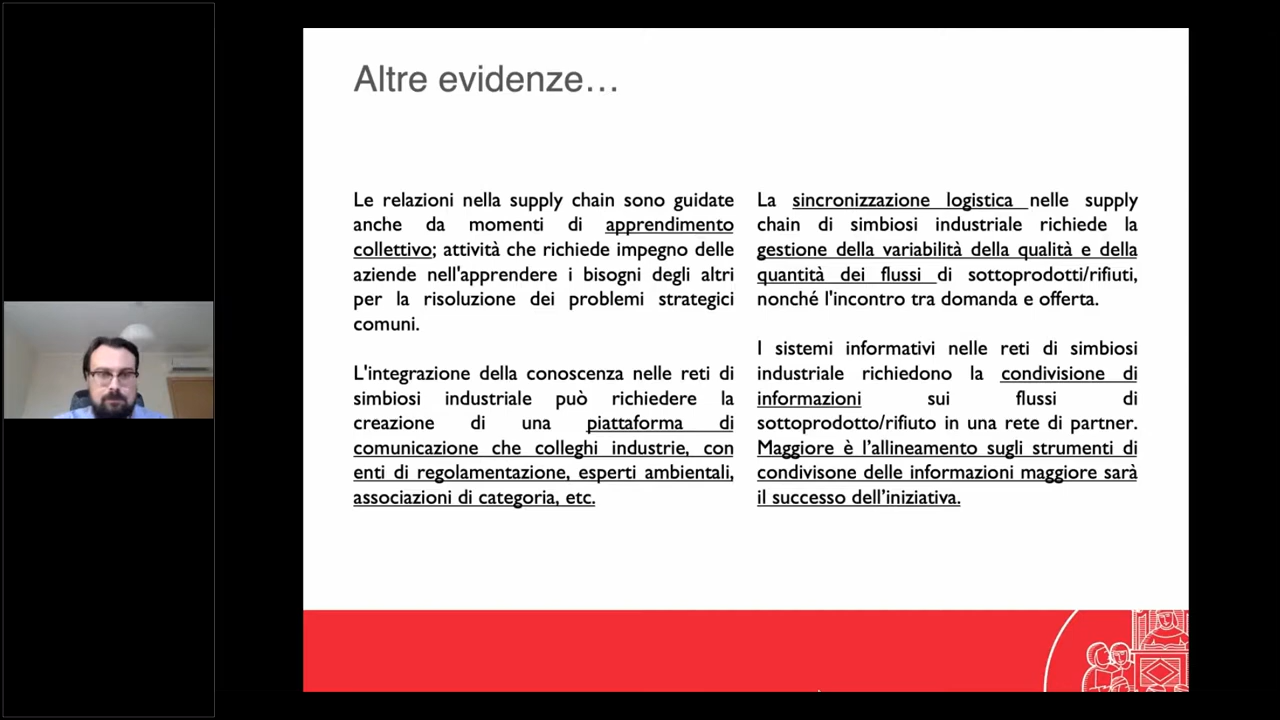 Altre evidenze…
Le relazioni nella supply chain sono guidate
anche da momenti di apprendimento
collettivo; attività che richiede impegno delle
aziende nell'apprendere i bisogni degli altri
per la risoluzione dei problemi strategici
comuni.
L'integrazione della conoscenza nelle reti di
simbiosi industriale può richiedere la
creazione di una piattaforma di
comunicazione che colleghi industrie, con
enti di regolamentazione, esperti ambientali,
associazioni di categoria, etc.
La sincronizzazione logistica nelle supply
chain di simbiosi industriale richiede la
gestione della variabilità della qualità e della
quantità dei flussi di sottoprodotti/rifiuti,
nonché l'incontro tra domanda e offerta.
I sistemi informativi nelle reti di simbiosi
industriale richiedono la condivisione di
informazioni sui flussi di
sottoprodotto/rifiuto in una rete di partner.
Maggiore è l’allineamento sugli strumenti di
condivisone delle informazioni maggiore sarà
il successo dell’iniziativa.